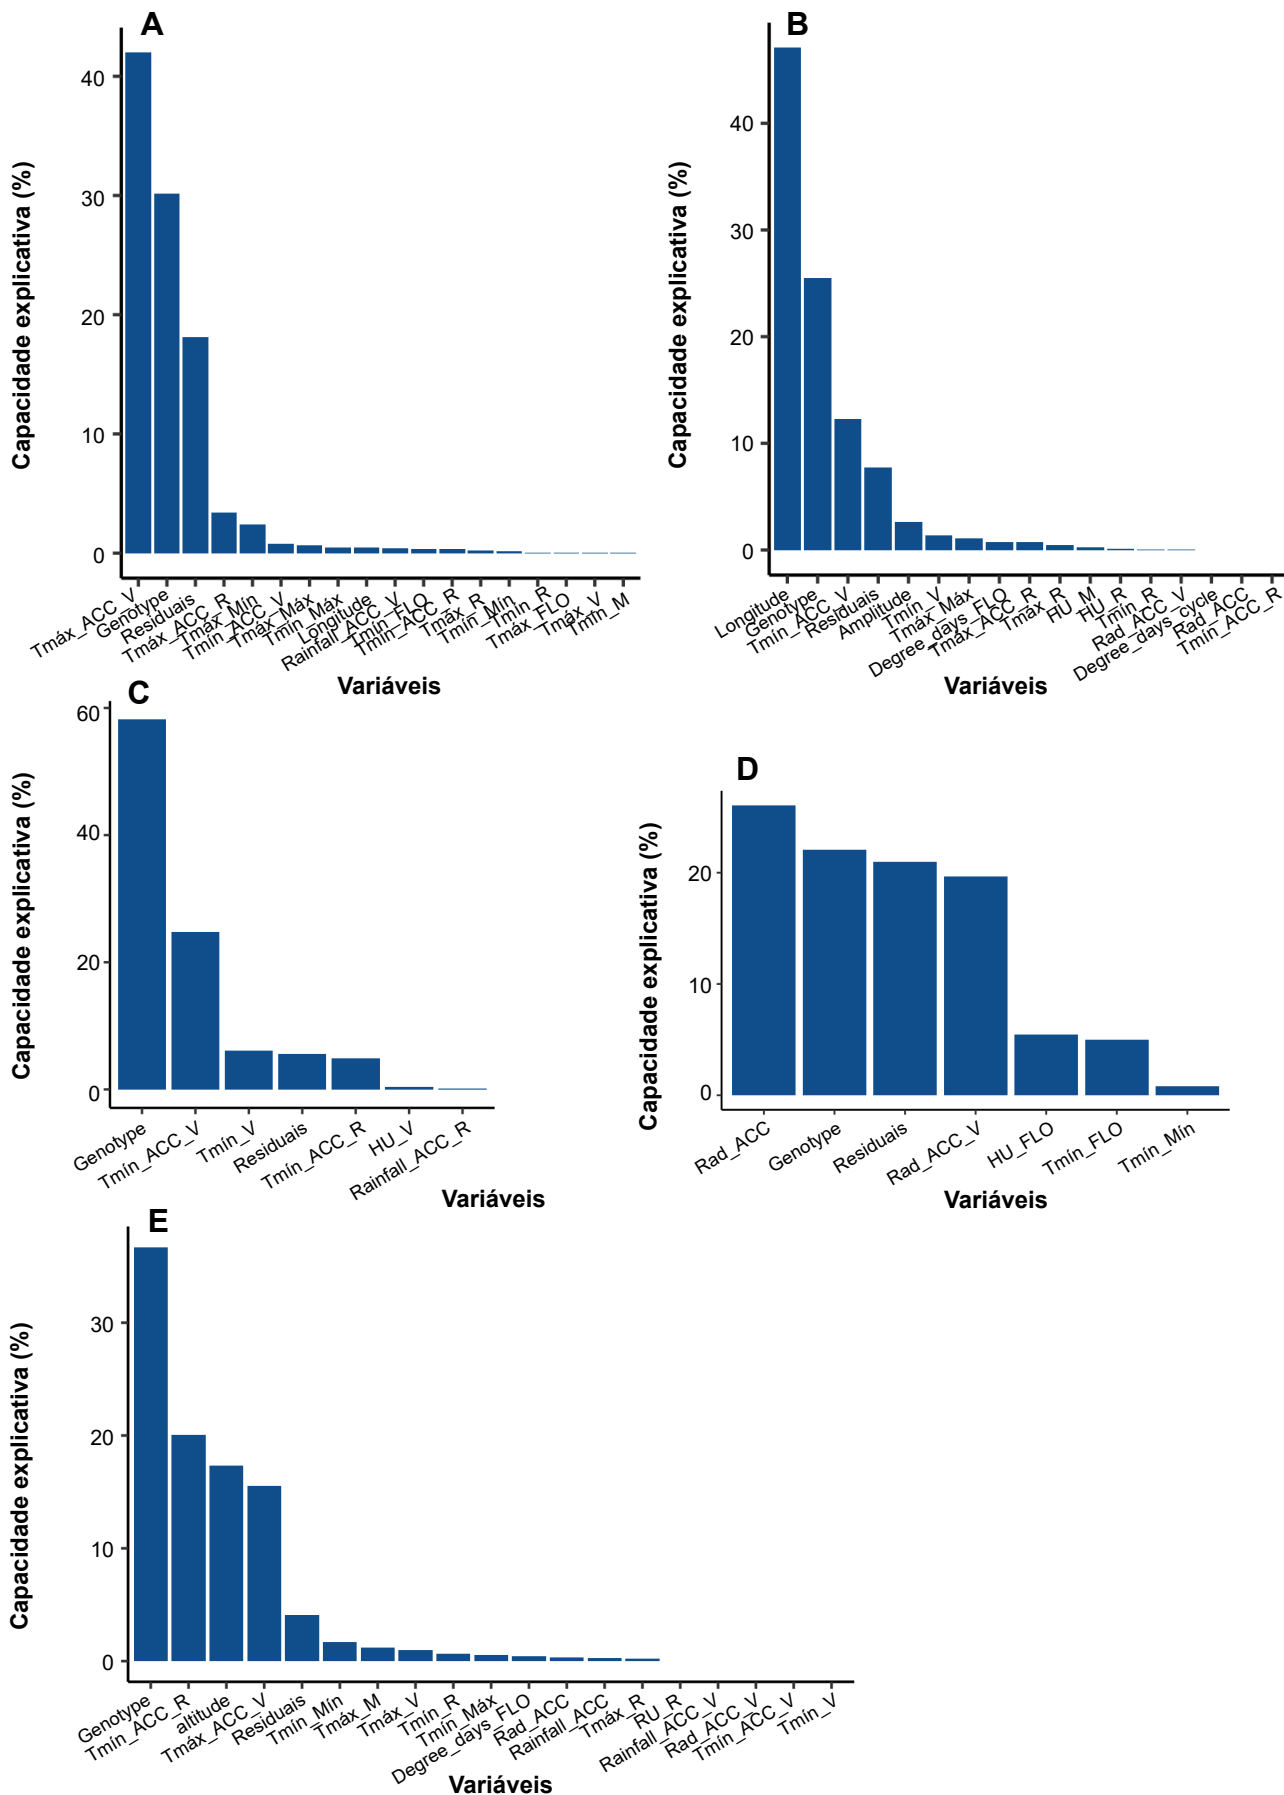 A
Capacidade explicativa (%)
40
30
20
10
0
Tmáx_ACC_V
Genotype
Residuais
Tmáx_ACC_R
Tmáx_Mín
Tmín_ACC_V
Tmáx_Máx
Tmín_Máx
Longitude
Rainfall_ACC_V
Tmín_FLO
Tmín_ACC_R
Tmáx_R
Tmín_Mín
Tmín_R
Tmáx_FLO
Tmáx_V
Tmín_M
Variáveis
B
Capacidade explicativa (%)
40
30
20
10
0
Longitude
Genotype
Tmín_ACC_V
Residuais
Amplitude
Tmín_V
Tmáx_Máx
Degree_days_FLO
Tmáx_ACC_R
Tmáx_R
HU_M
HU_R
Tmín_R
Rad_ACC_V
Degree_days_cycle
Rad_ACC
Tmín_ACC_R
Variáveis
C
Capacidade explicativa (%)
60
40
20
0
Genotype
Tmín_ACC_V
Tmín_V
Residuais
Tmín_ACC_R
HU_V
Rainfall_ACC_R
Variáveis
D
Capacidade explicativa (%)
20
10
0
Rad_ACC
Genotype
Residuais
Rad_ACC_V
HU_FLO
Tmín_FLO
Tmín_Mín
Variáveis
E
Capacidade explicativa (%)
30
20
10
0
Genotype
Tmín_ACC_R
altitude
Tmáx_ACC_V
Residuais
Tmín_Mín
Tmáx_M
Tmáx_V
Tmín_R
Tmín_Máx
Degree_days_FLO
Rad_ACC
Rainfall_ACC
Tmáx_R
RU_R
Rainfall_ACC_V
Rad_ACC_V
Tmín_ACC_V
Tmín_V
Variáveis